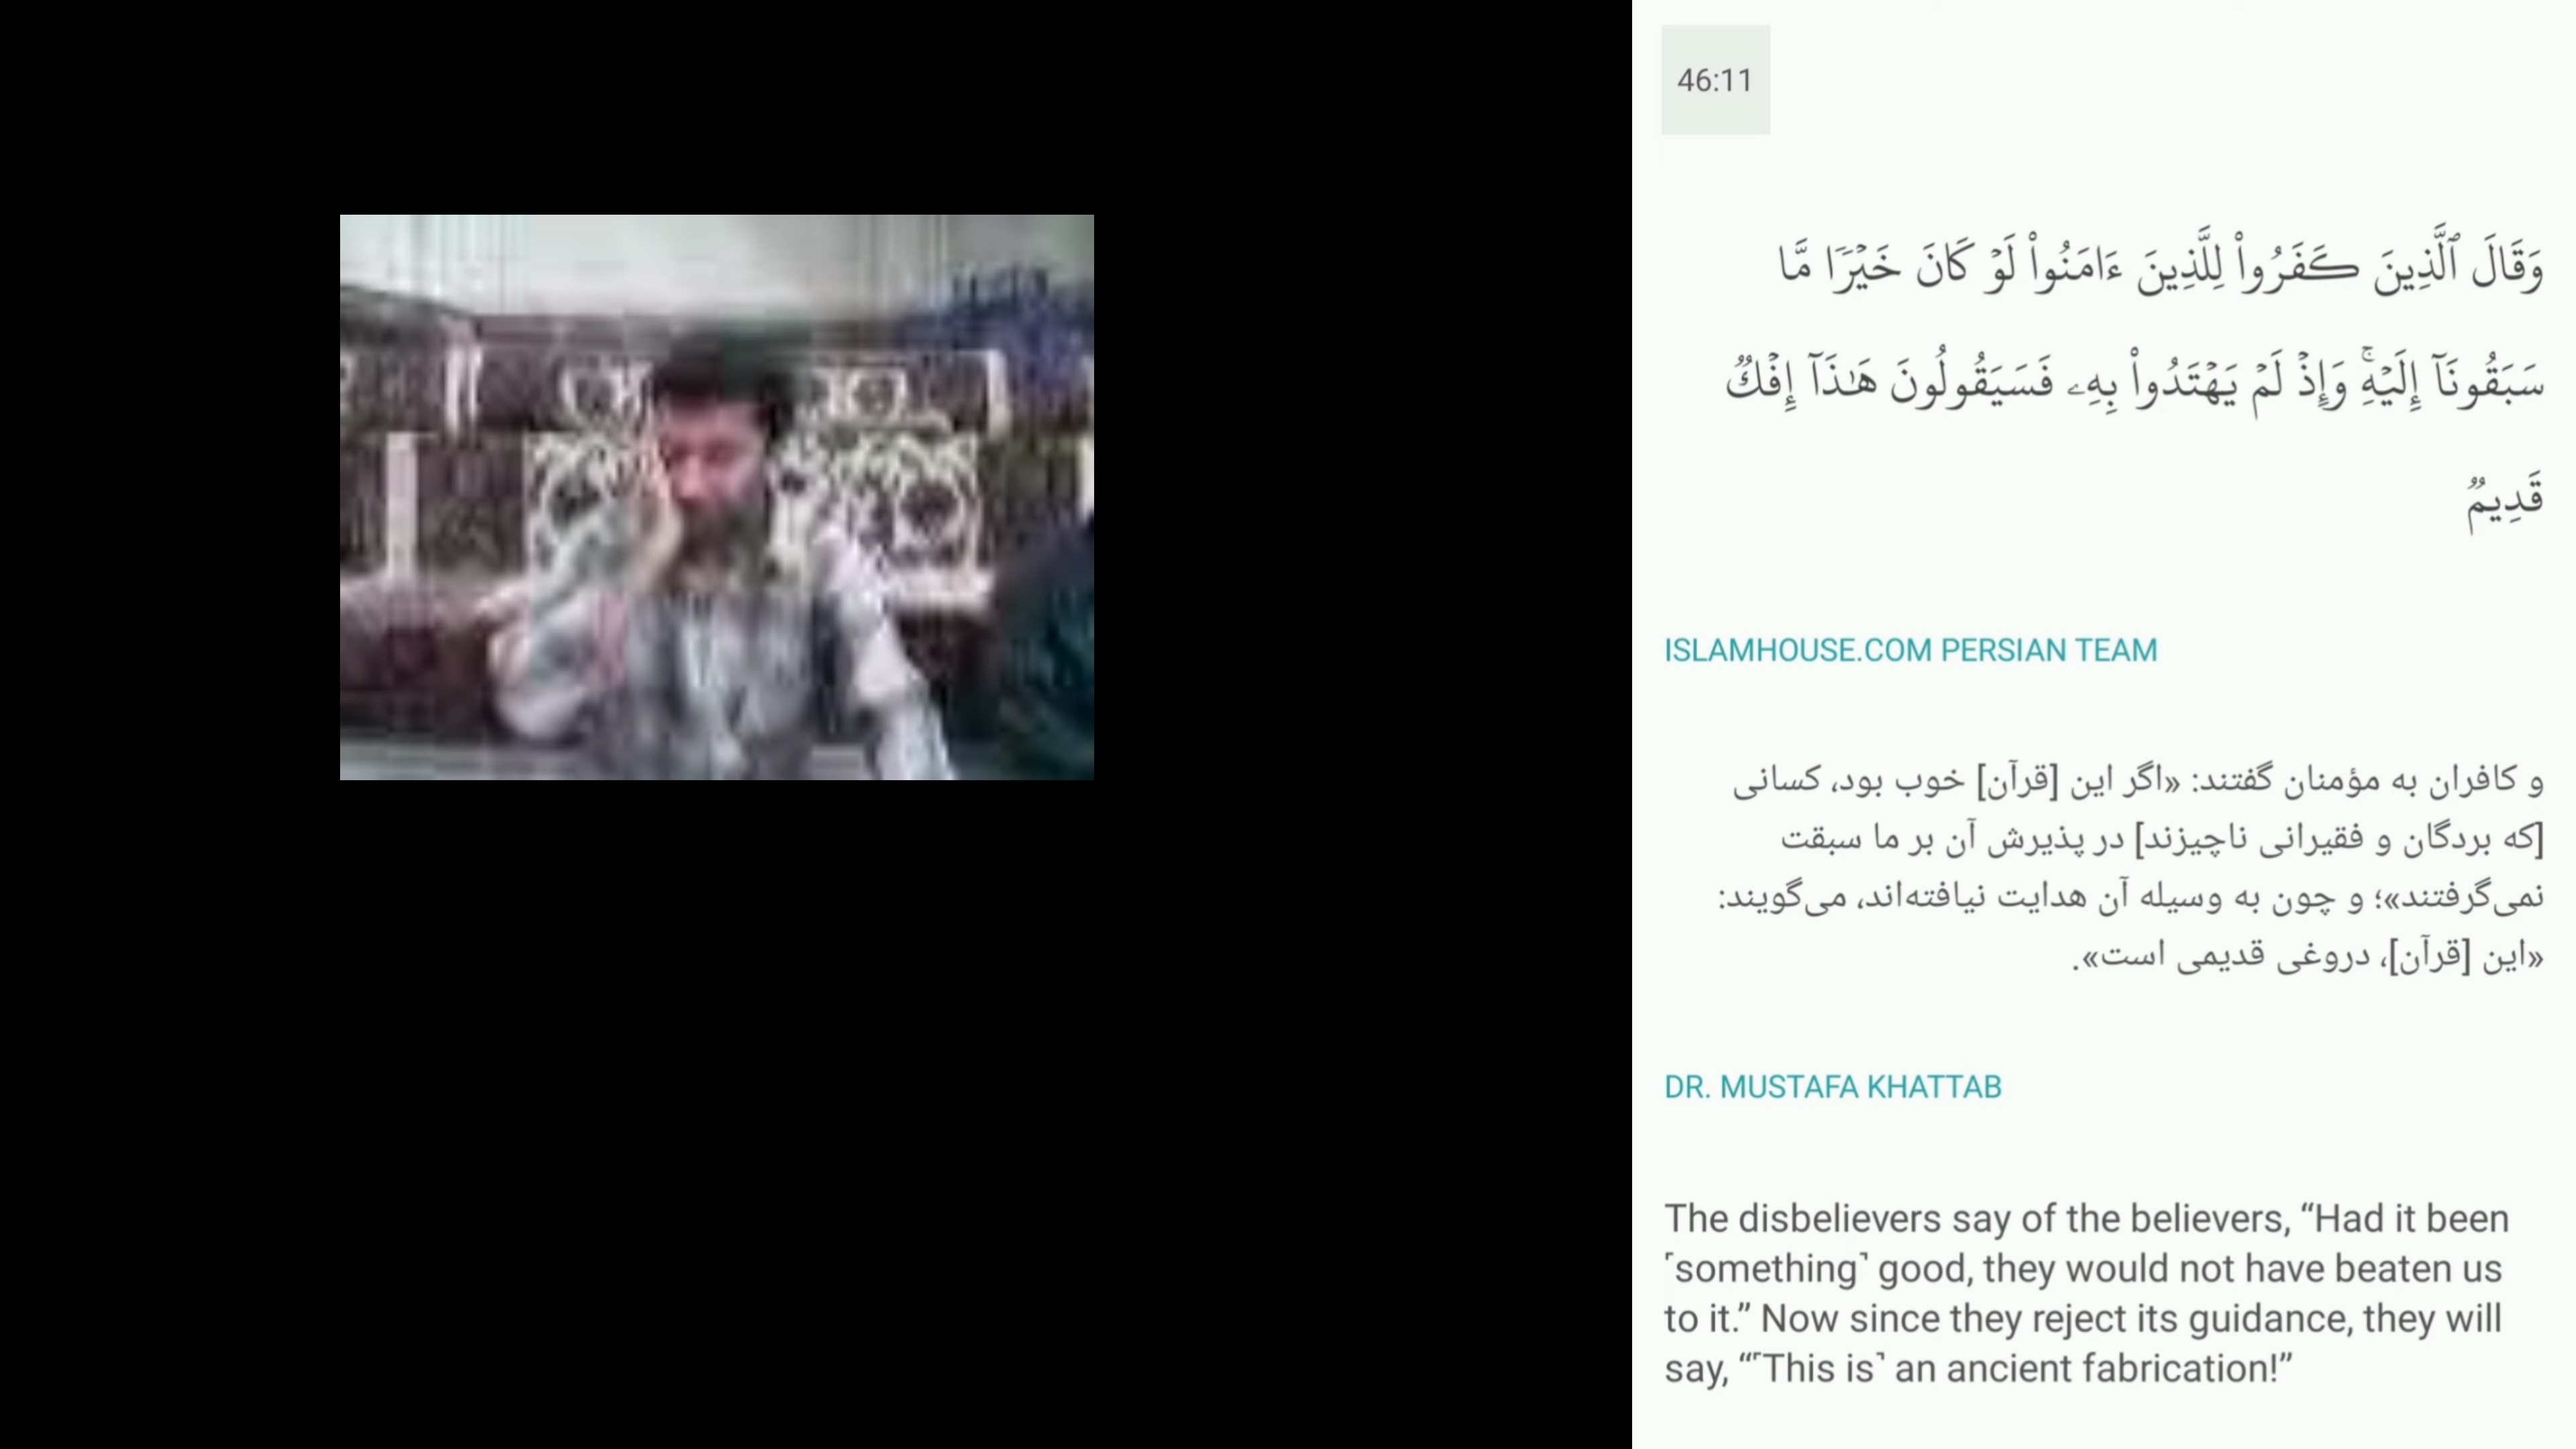 46:11
وَقَالَ ٱلَّذِينَ كَفَرُواْ لِلَّذِينَ ءَامَنُواْ لَوۡ كَانَ خَيۡرٗا مَّا
سَبَقُونَآ إِلَيۡهِۚ وَإِذۡ لَمۡ يَهۡتَدُواْ بِهِۦ فَسَيَقُولُونَ هَٰذَآ إِفۡكٞ
قَدِيمٞ
ISLAMHOUSE.COM PERSIAN TEAM
و کافران به مؤمنان گفتند: «اگر این [قرآن] خوب بود، کسانی
[که بردگان و فقیرانی ناچیزند] در پذیرش آن بر ما سبقت
نمی‌گرفتند»؛ و چون به وسیله آن هدایت نیافته‌اند، می‌گویند:
«این [قرآن]، دروغی قدیمی است».
DR. MUSTAFA KHATTAB
The disbelievers say of the believers, “Had it been
˹something˺ good, they would not have beaten us
to it.” Now since they reject its guidance, they will
say, “˹This is˺ an ancient fabrication!”